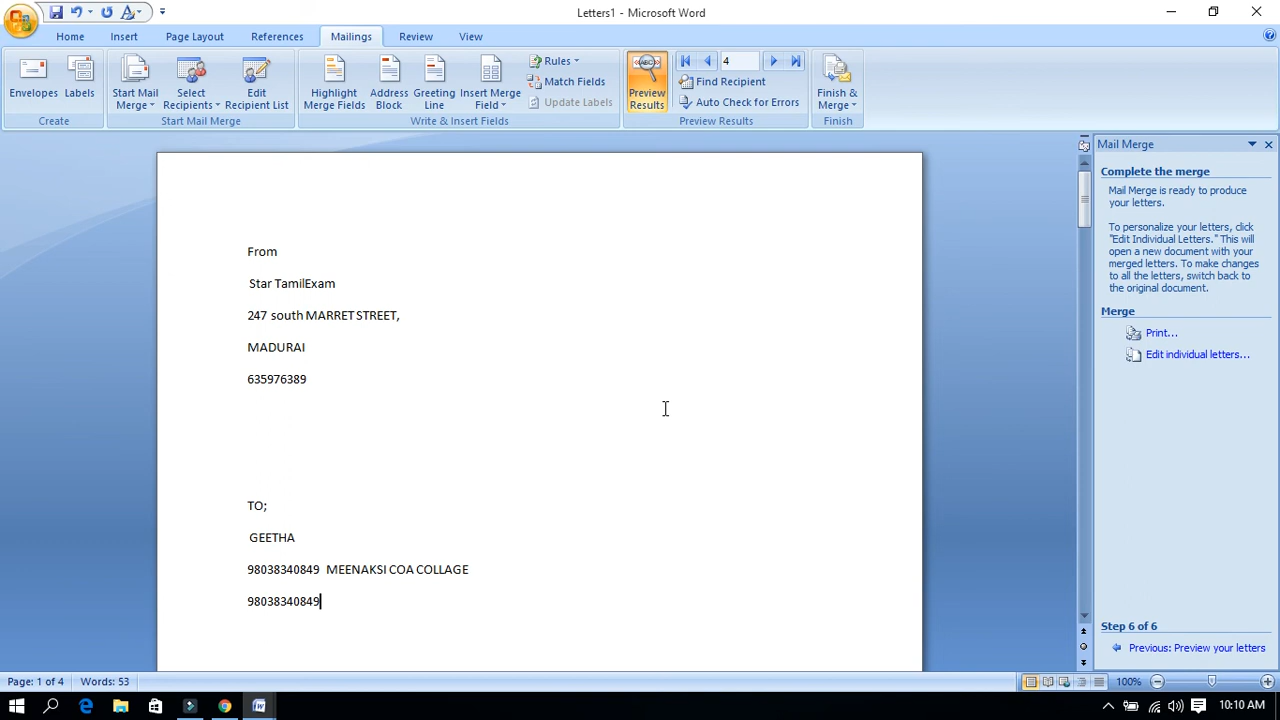 Letters1 - Microsoft Word
Home Insert Page Layout References Mailings Review View
Envelopes Labels
Create
Start Mail Merge
Select Recipients
Edit Recipient List
Start Mail Merge
Highlight Merge Fields
Address Block
Greeting Line
Insert Merge Field
Rules
Match Fields
Update Labels
Write & Insert Fields
ABC
Preview Results
4
Find Recipient
Auto Check for Errors
Preview Results
Finish & Merge
Finish
From
Star TamilExam
247 south MARRET STREET,
MADURAI
635976389
TO;
GEETHA
98038340849 MEENAKSI COA COLLAGE
98038340849
Mail Merge
Complete the merge
Mail Merge is ready to produce
your letters.
To personalize your letters, click
"Edit Individual Letters." This will
open a new document with your
merged letters. To make changes
to all the letters, switch back to
the original document.
Merge
Print...
Edit individual letters...
Step 6 of 6
Previous: Preview your letters
Page: 1 of 4 Words: 53
100%
10:10 AM